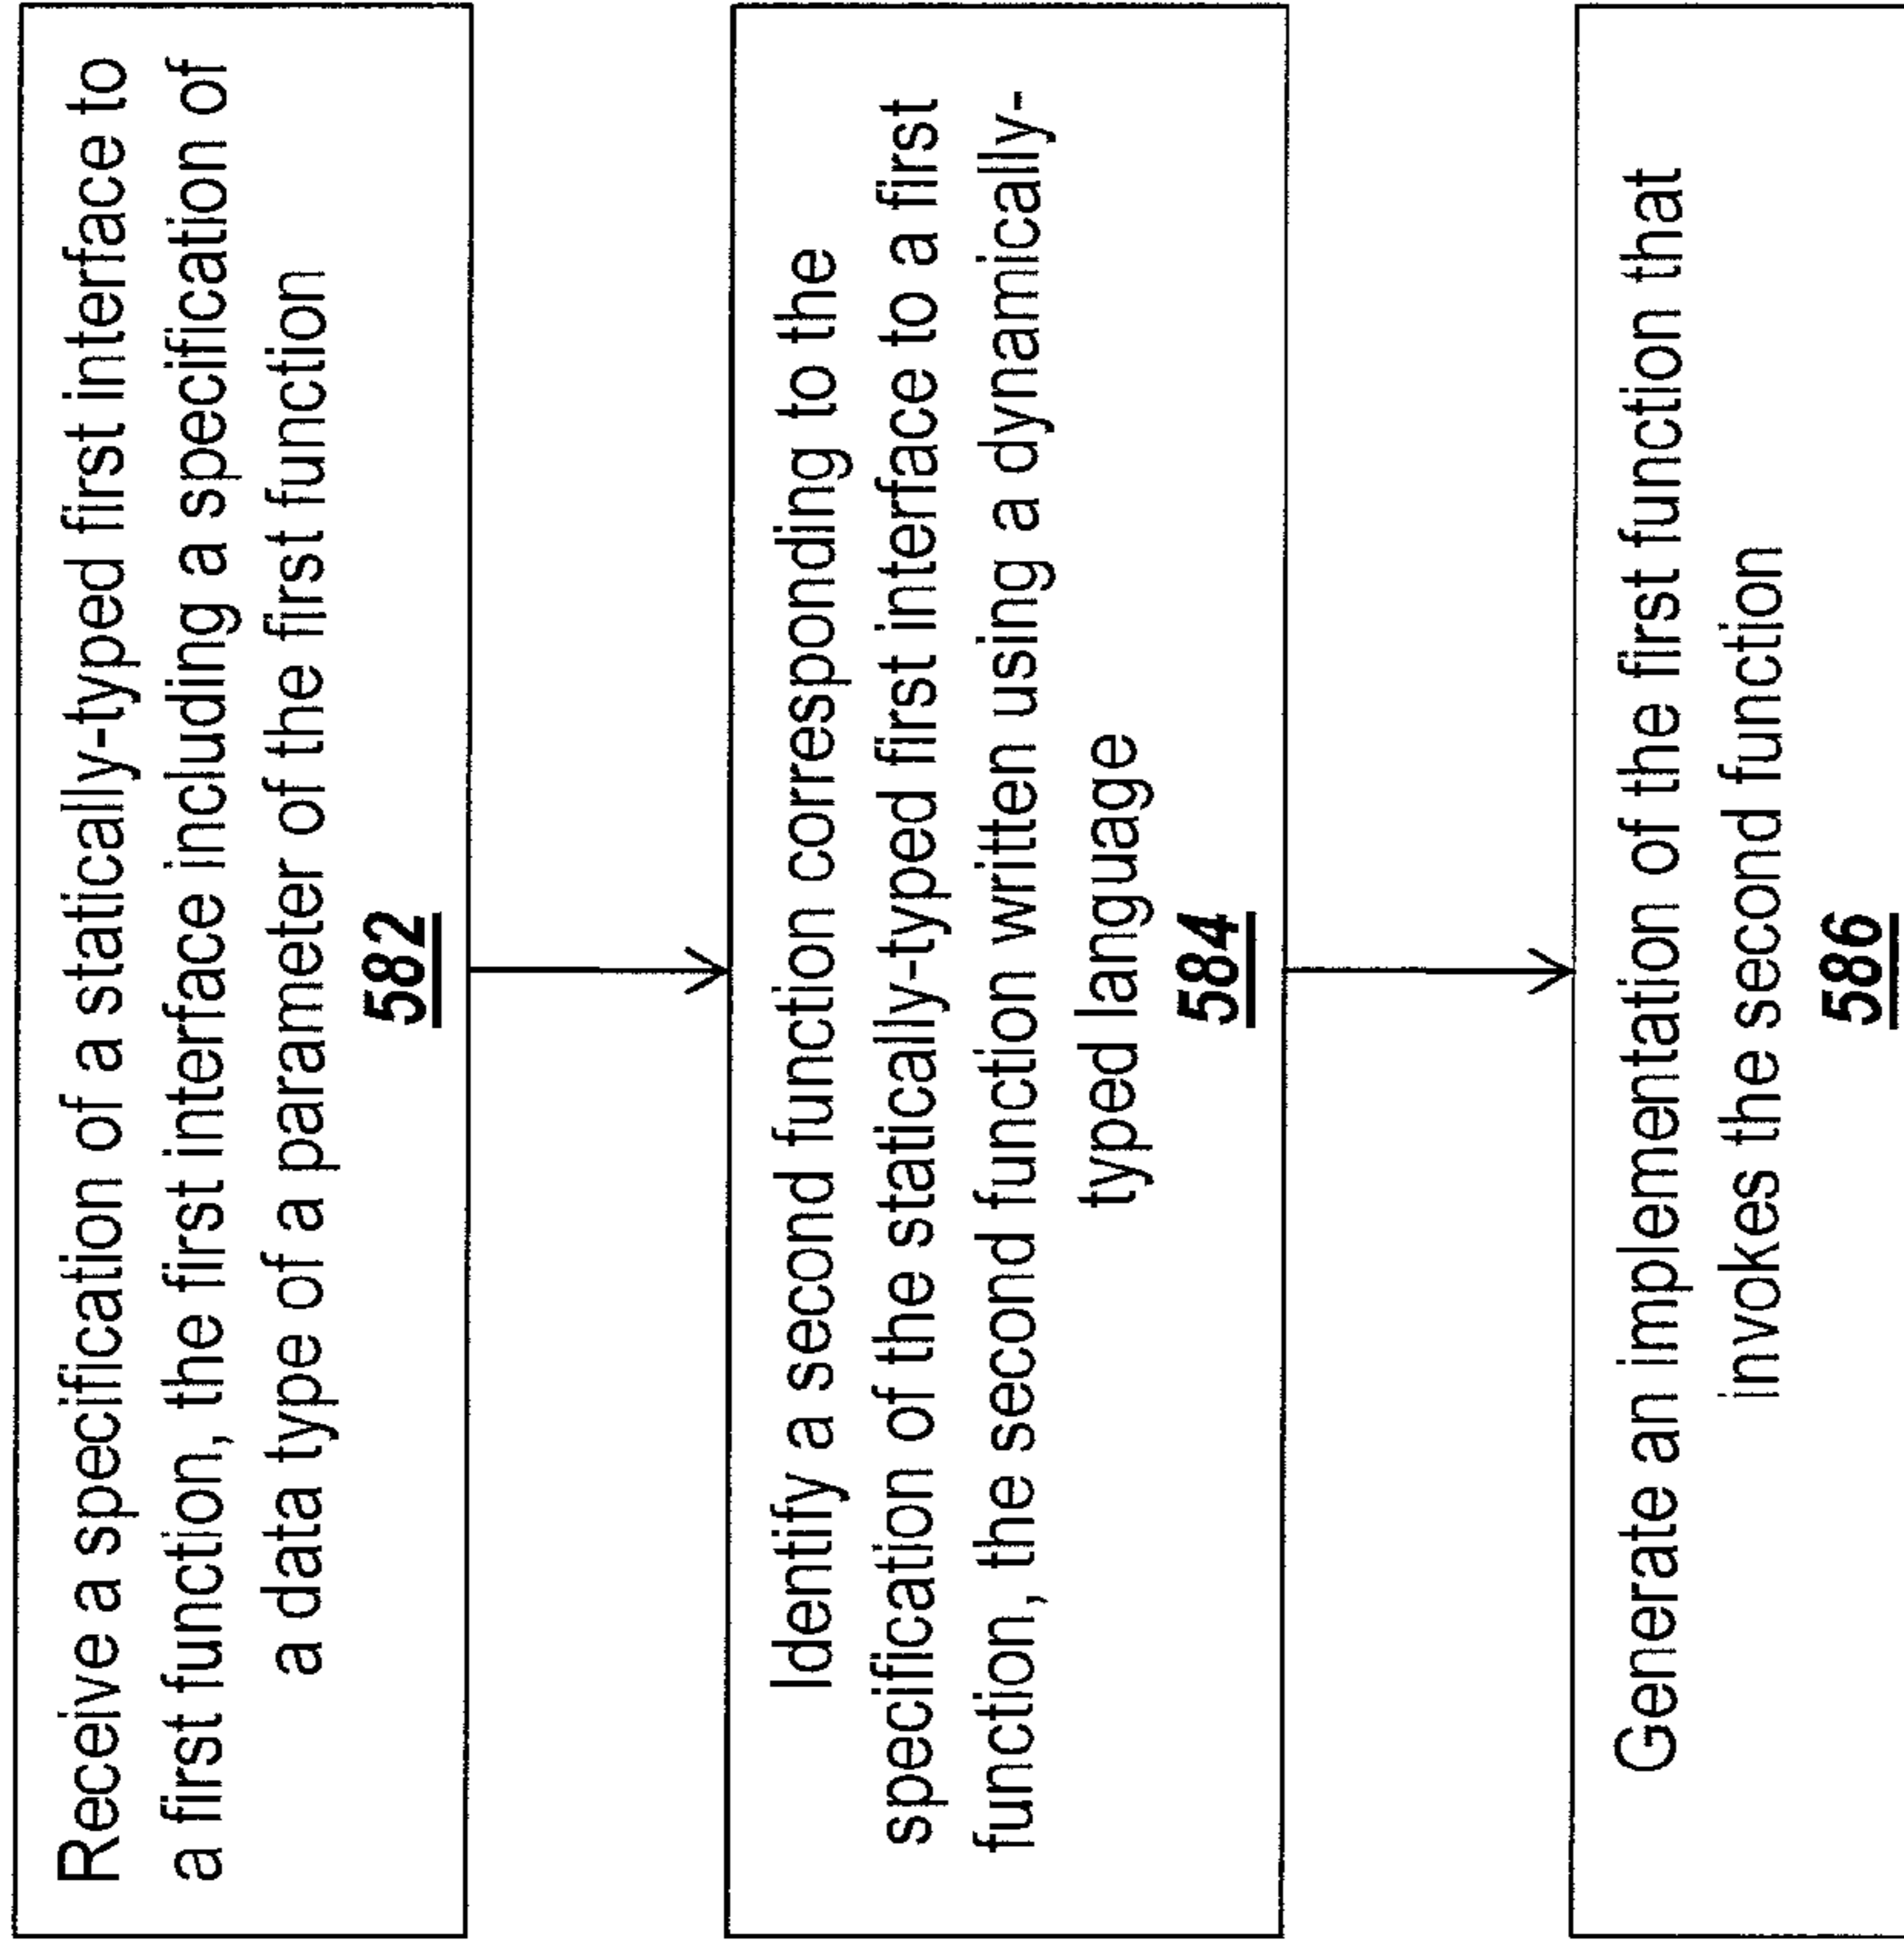 Receive a specification of a statically-typed first interface to
a first function, the first interface including a specification of
a data type of a parameter of the first function
582
Identify a second function corresponding to the
specification of the statically-typed first interface to a first
function, the second function written using a dynamically-
typed language
584
Generate an implementation of the first function that
invokes the second function
586